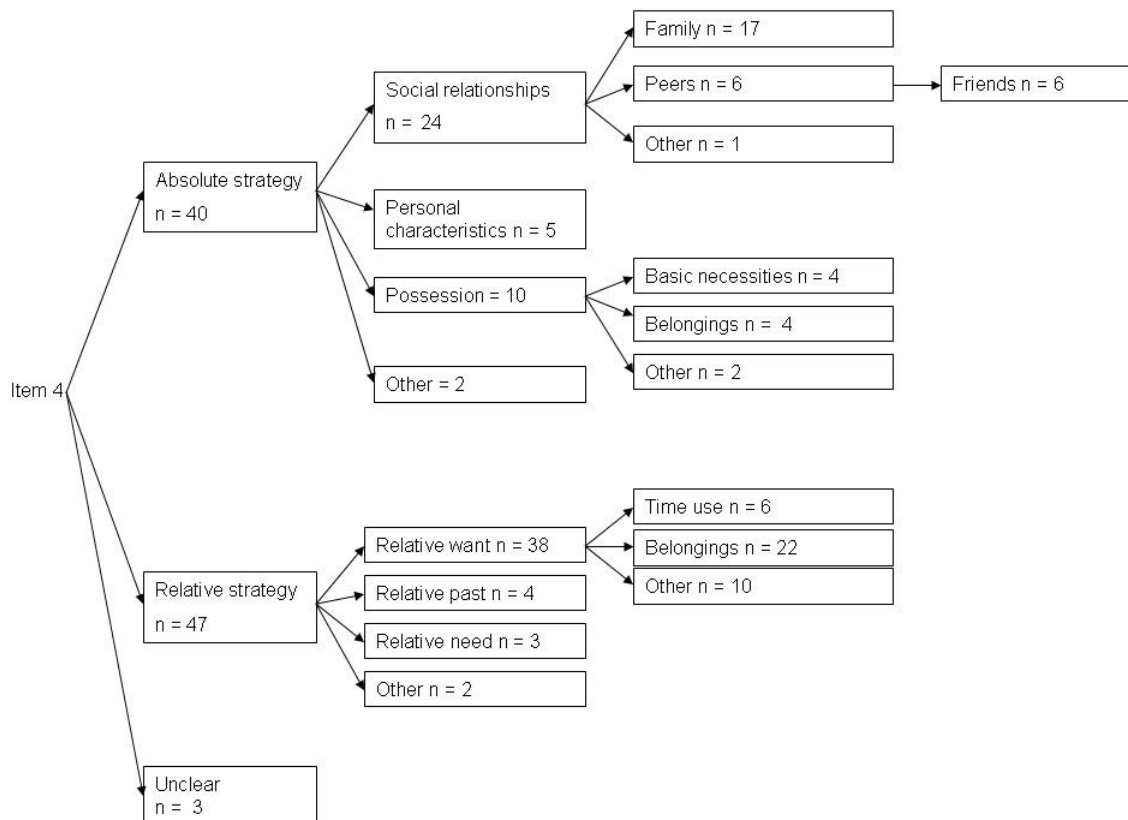 Item 4
Absolute strategy
n = 40
Social relationships
n = 24
Family n = 17
Peers n = 6
Friends n = 6
Other n = 1
Personal
characteristics n = 5
Possession = 10
Basic necessities n = 4
Belongings n = 4
Other n = 2
Other = 2
Relative strategy
n = 47
Relative want n = 38
Time use n = 6
Belongings n = 22
Other n = 10
Relative past n = 4
Relative need n = 3
Other n = 2
Unclear
n = 3